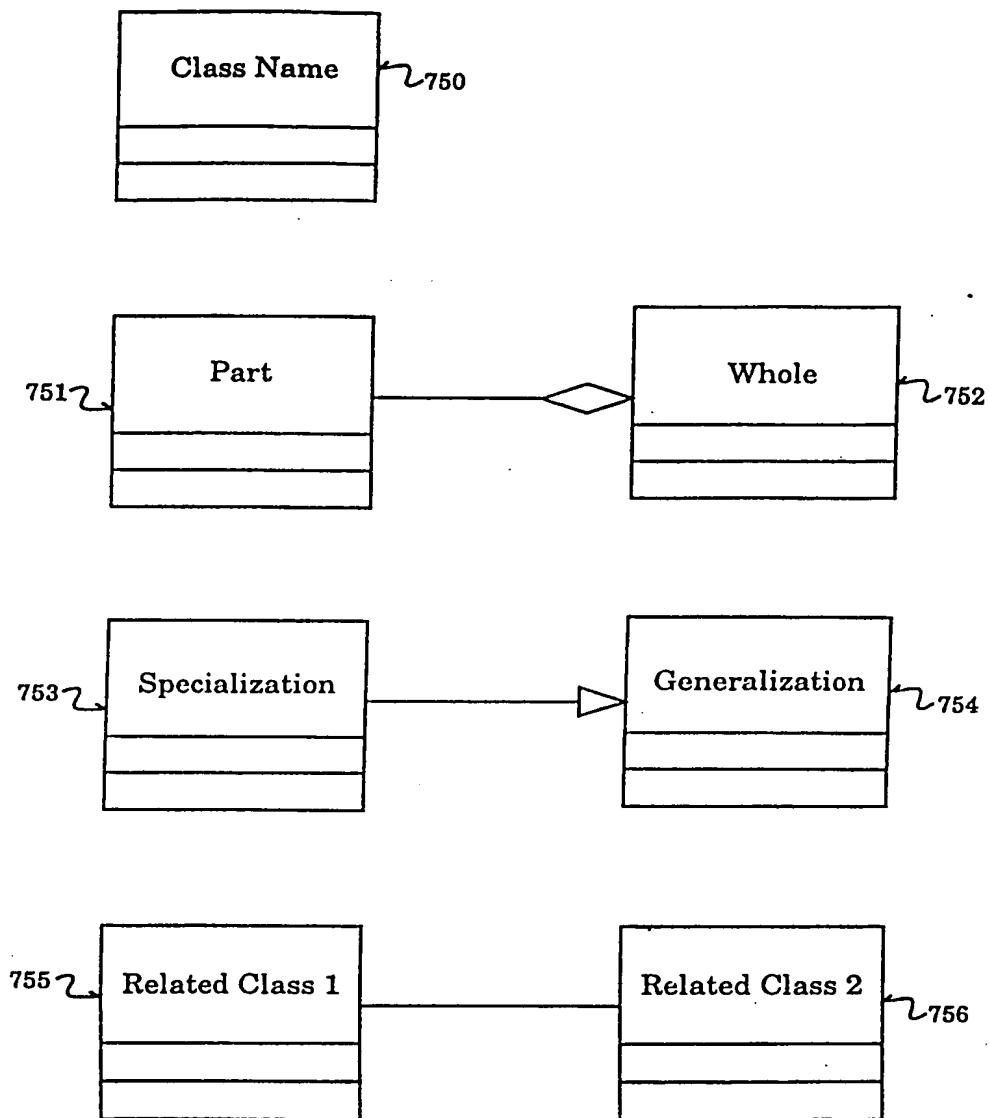 Class Name
750
Part
751
Whole
752
Specialization
753
Generalization
754
Related Class 1
755
Related Class 2
756